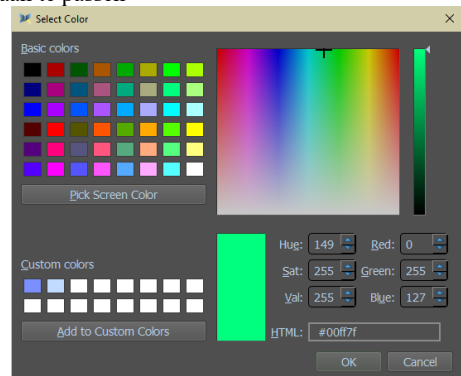 Select Color
Basic colors
Pick Screen Color
Custom colors
Add to Custom Colors
Hue: 149 Red: 0
Sat: 255 Green: 255
Val: 255 Blue: 127
HTML: #00ff7f
OK Cancel